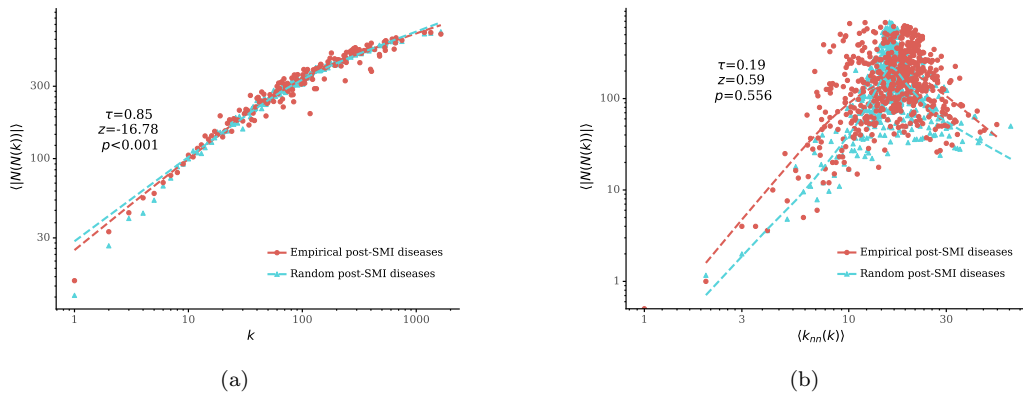 300
100
30
1
10
100
1000
⟨|N(N(k)|⟩
k
τ=0.85
z=-16.78
p<0.001
Empirical post-SMI diseases
Random post-SMI diseases
(a)
100
10
1
1
3
10
30
⟨|N(N(k)|⟩
⟨k_{nn}(k)⟩
τ=0.19
z=0.59
p=0.556
Empirical post-SMI diseases
Random post-SMI diseases
(b)